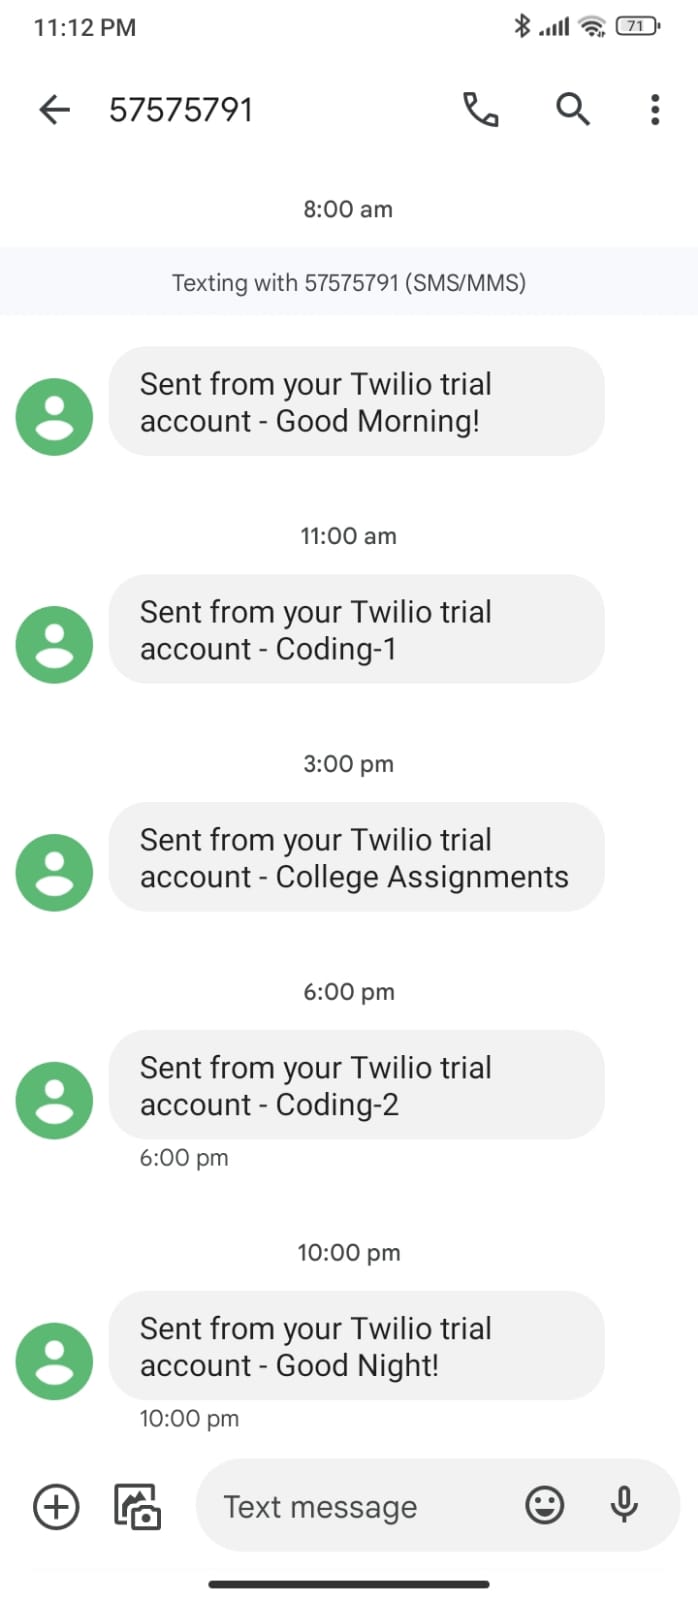 11:12 PM 71
57575791
8:00 am
Texting with 57575791 (SMS/MMS)
Sent from your Twilio trial
account - Good Morning!
11:00 am
Sent from your Twilio trial
account - Coding-1
3:00 pm
Sent from your Twilio trial
account - College Assignments
6:00 pm
Sent from your Twilio trial
account - Coding-2
6:00 pm
10:00 pm
Sent from your Twilio trial
account - Good Night!
10:00 pm
Text message